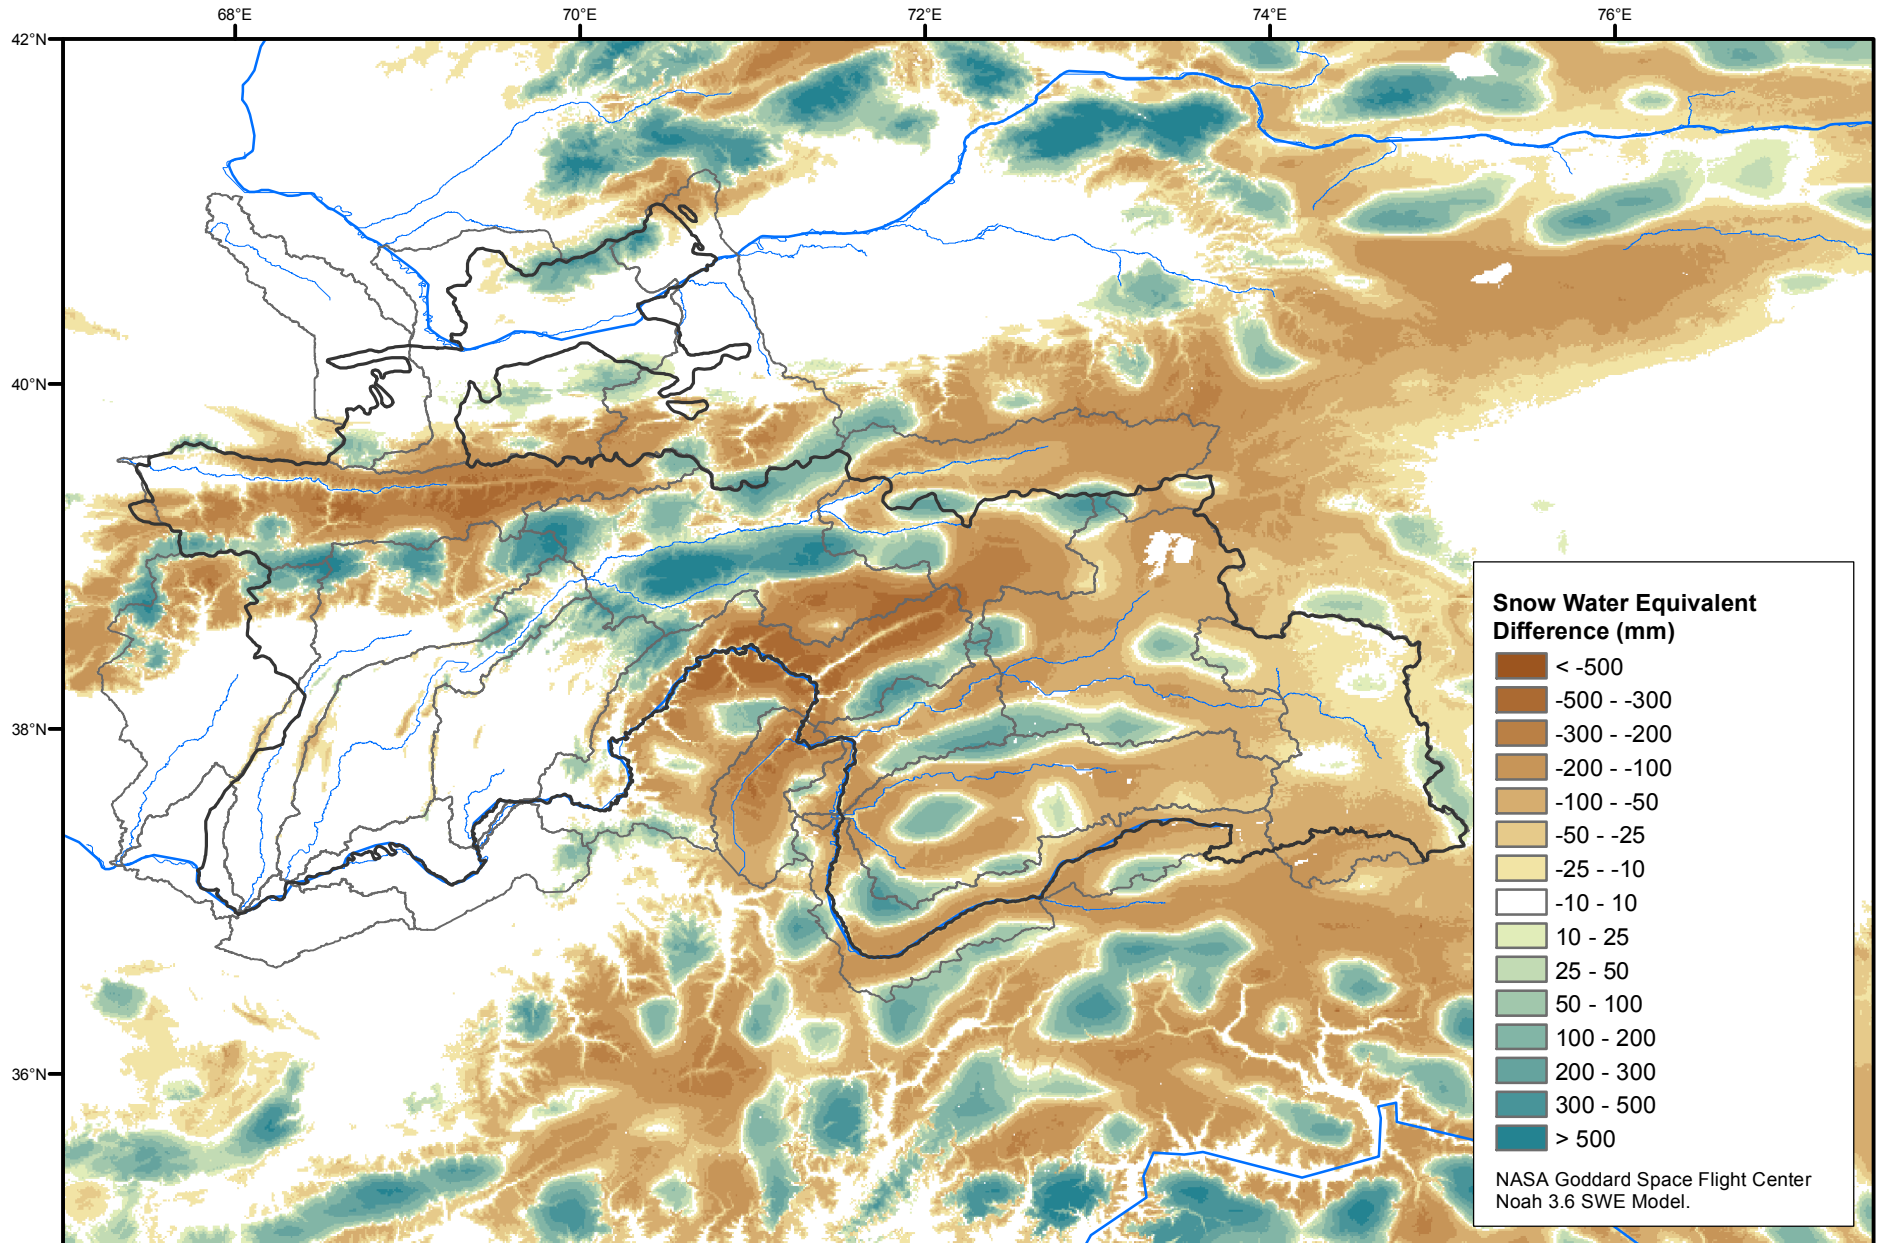 68°E
70°E
72°E
74°E
76°E
42°N
40°N
38°N
36°N
Snow Water Equivalent
Difference (mm)
< -500
-500 - -300
-300 - -200
-200 - -100
-100 - -50
-50 - -25
-25 - -10
-10 - 10
10 - 25
25 - 50
50 - 100
100 - 200
200 - 300
300 - 500
> 500
NASA Goddard Space Flight Center
Noah 3.6 SWE Model.